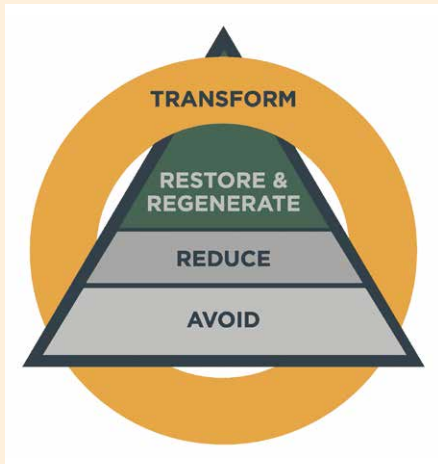 TRANSFORM
RESTORE &
REGENERATE
REDUCE
AVOID